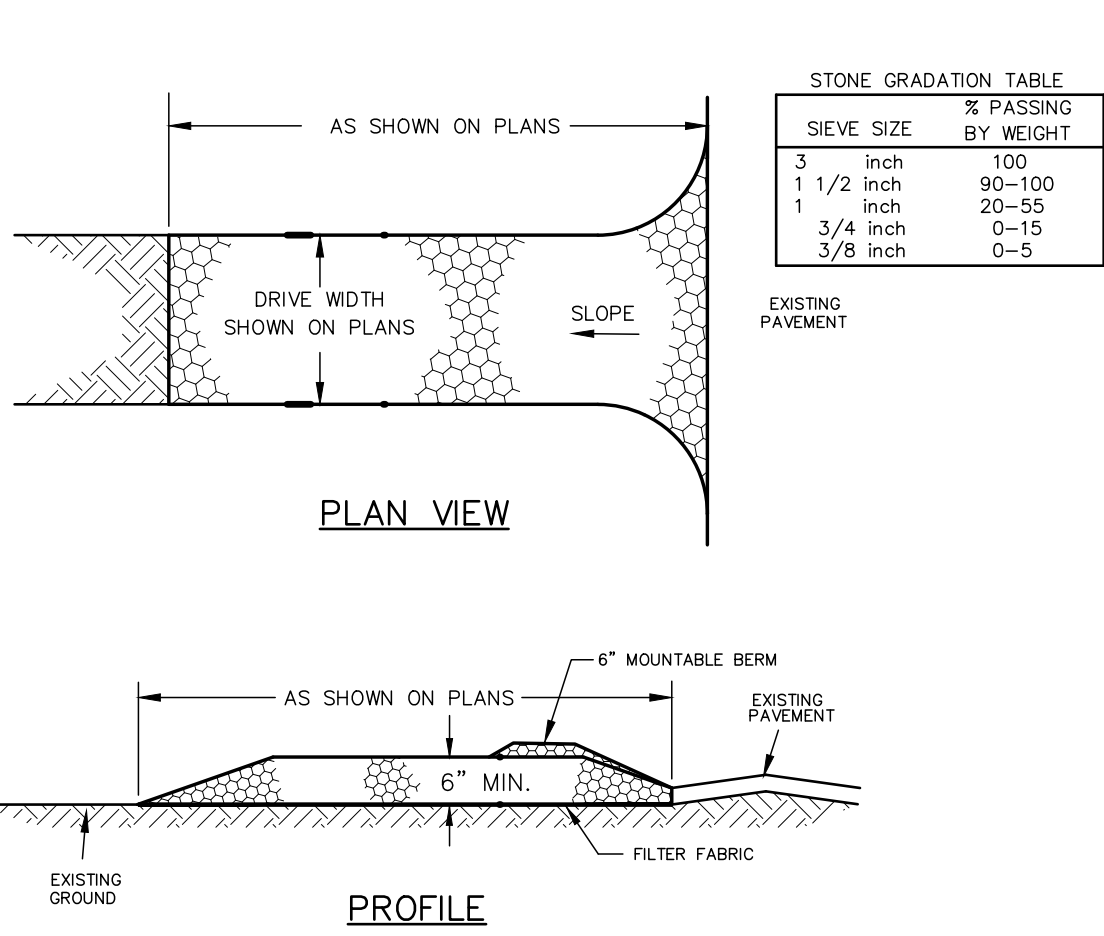 STONE GRADATION TABLE
SIEVE SIZE % PASSING BY WEIGHT
3 inch 100
1 1/2 inch 90-100
1 inch 20-55
3/4 inch 0-15
3/8 inch 0-5
AS SHOWN ON PLANS
DRIVE WIDTH
SHOWN ON PLANS
SLOPE
EXISTING
PAVEMENT
PLAN VIEW
6" MOUNTABLE BERM
AS SHOWN ON PLANS
EXISTING
PAVEMENT
6" MIN.
FILTER FABRIC
EXISTING
GROUND
PROFILE